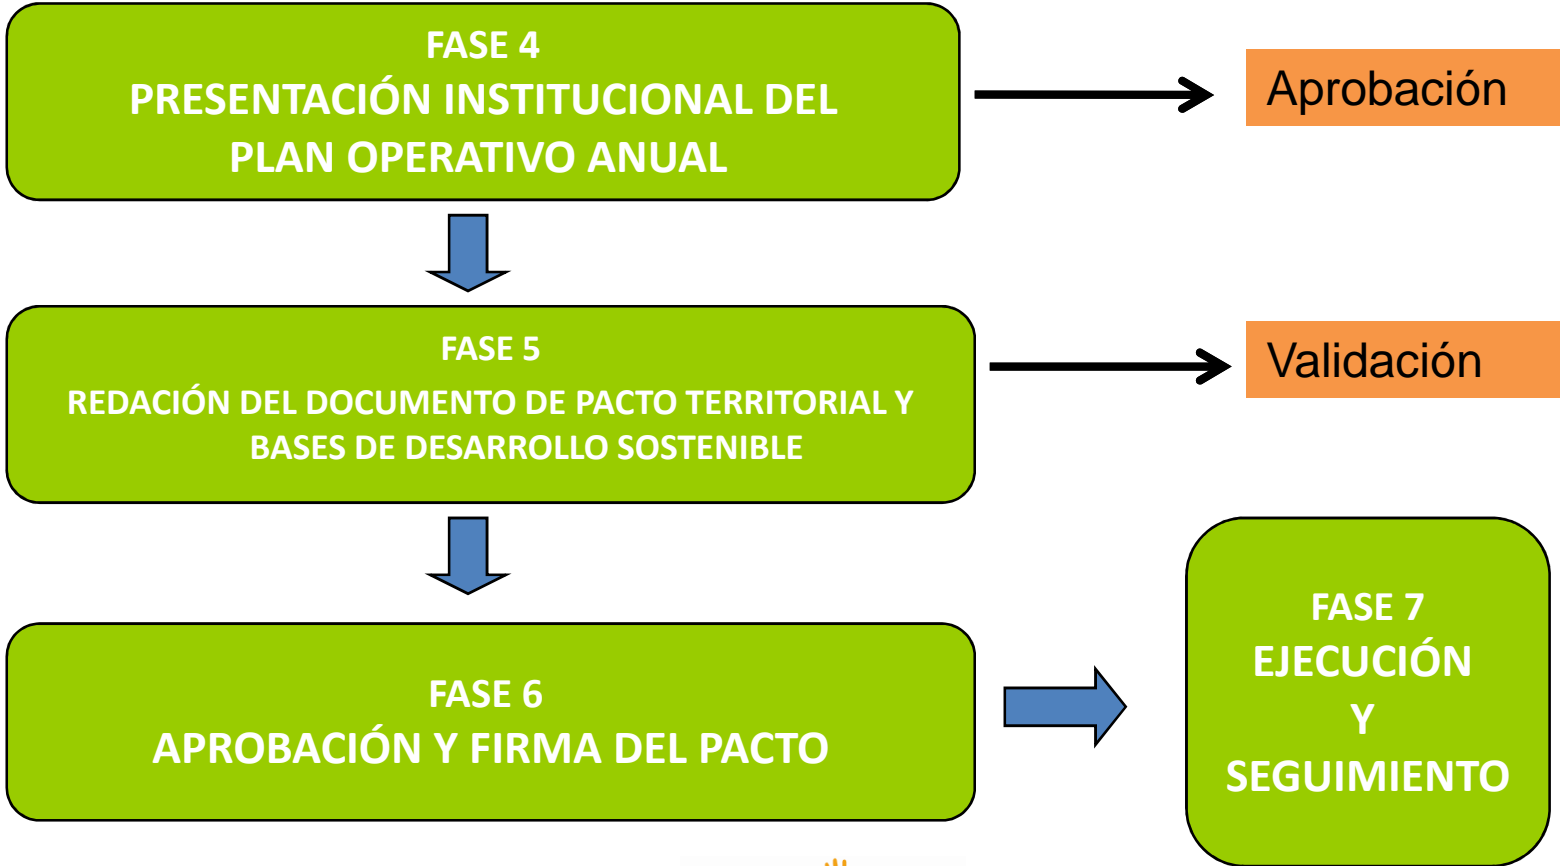 FASE 4
PRESENTACIÓN INSTITUCIONAL DEL
PLAN OPERATIVO ANUAL
Aprobación
FASE 5
REDACIÓN DEL DOCUMENTO DE PACTO TERRITORIAL Y
BASES DE DESARROLLO SOSTENIBLE
Validación
FASE 6
APROBACIÓN Y FIRMA DEL PACTO
FASE 7
EJECUCIÓN
Y
SEGUIMIENTO